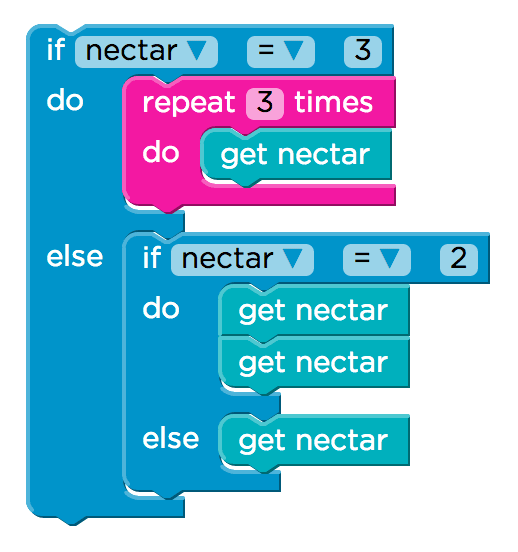 if nectar ▼ = ▼ 3
do repeat 3 times
do get nectar
else if nectar ▼ = ▼ 2
do get nectar
get nectar
else get nectar